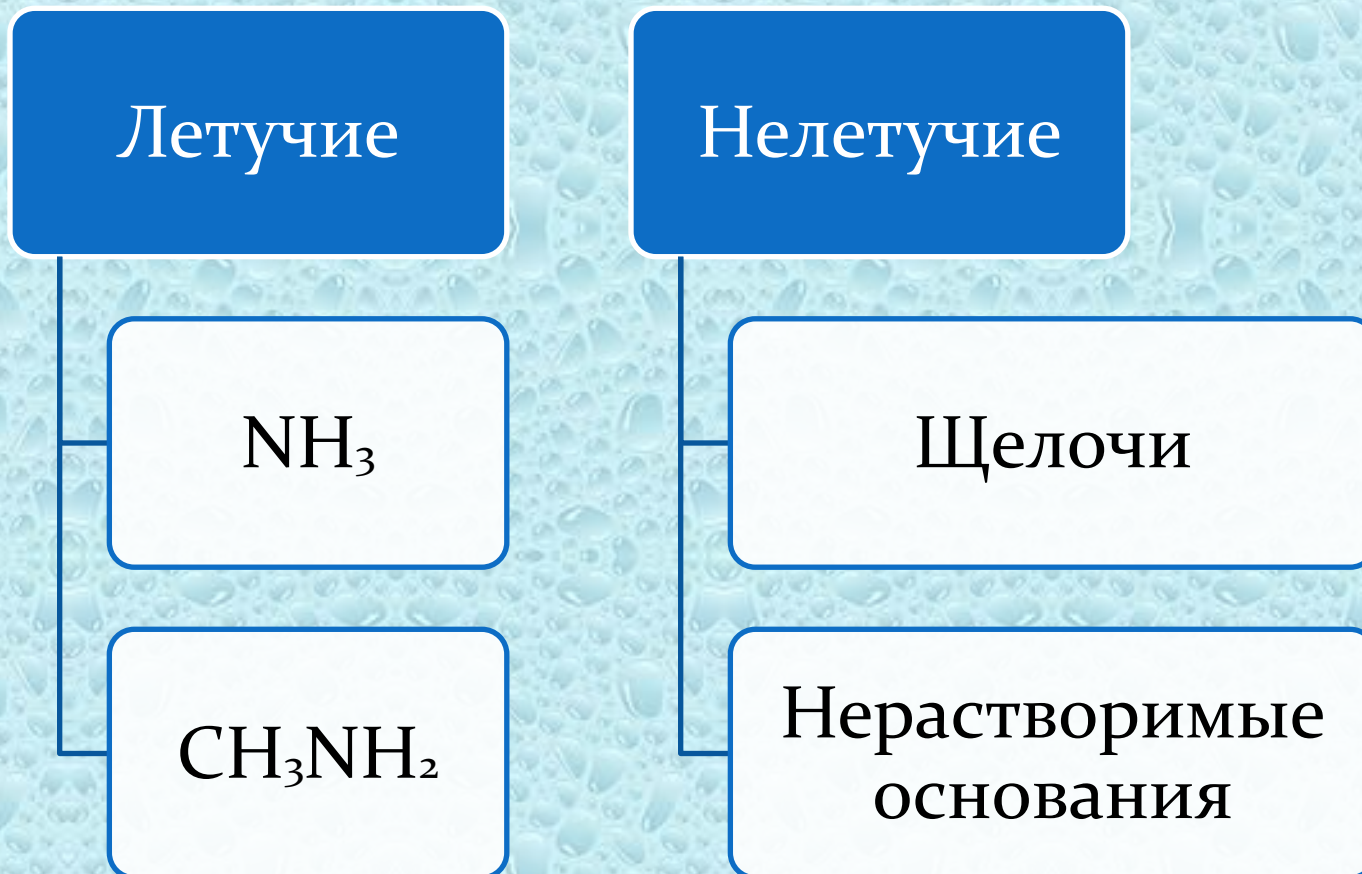 Летучие
NH₃
CH₃NH₂
Нелетучие
Щелочи
Нерастворимые
основания